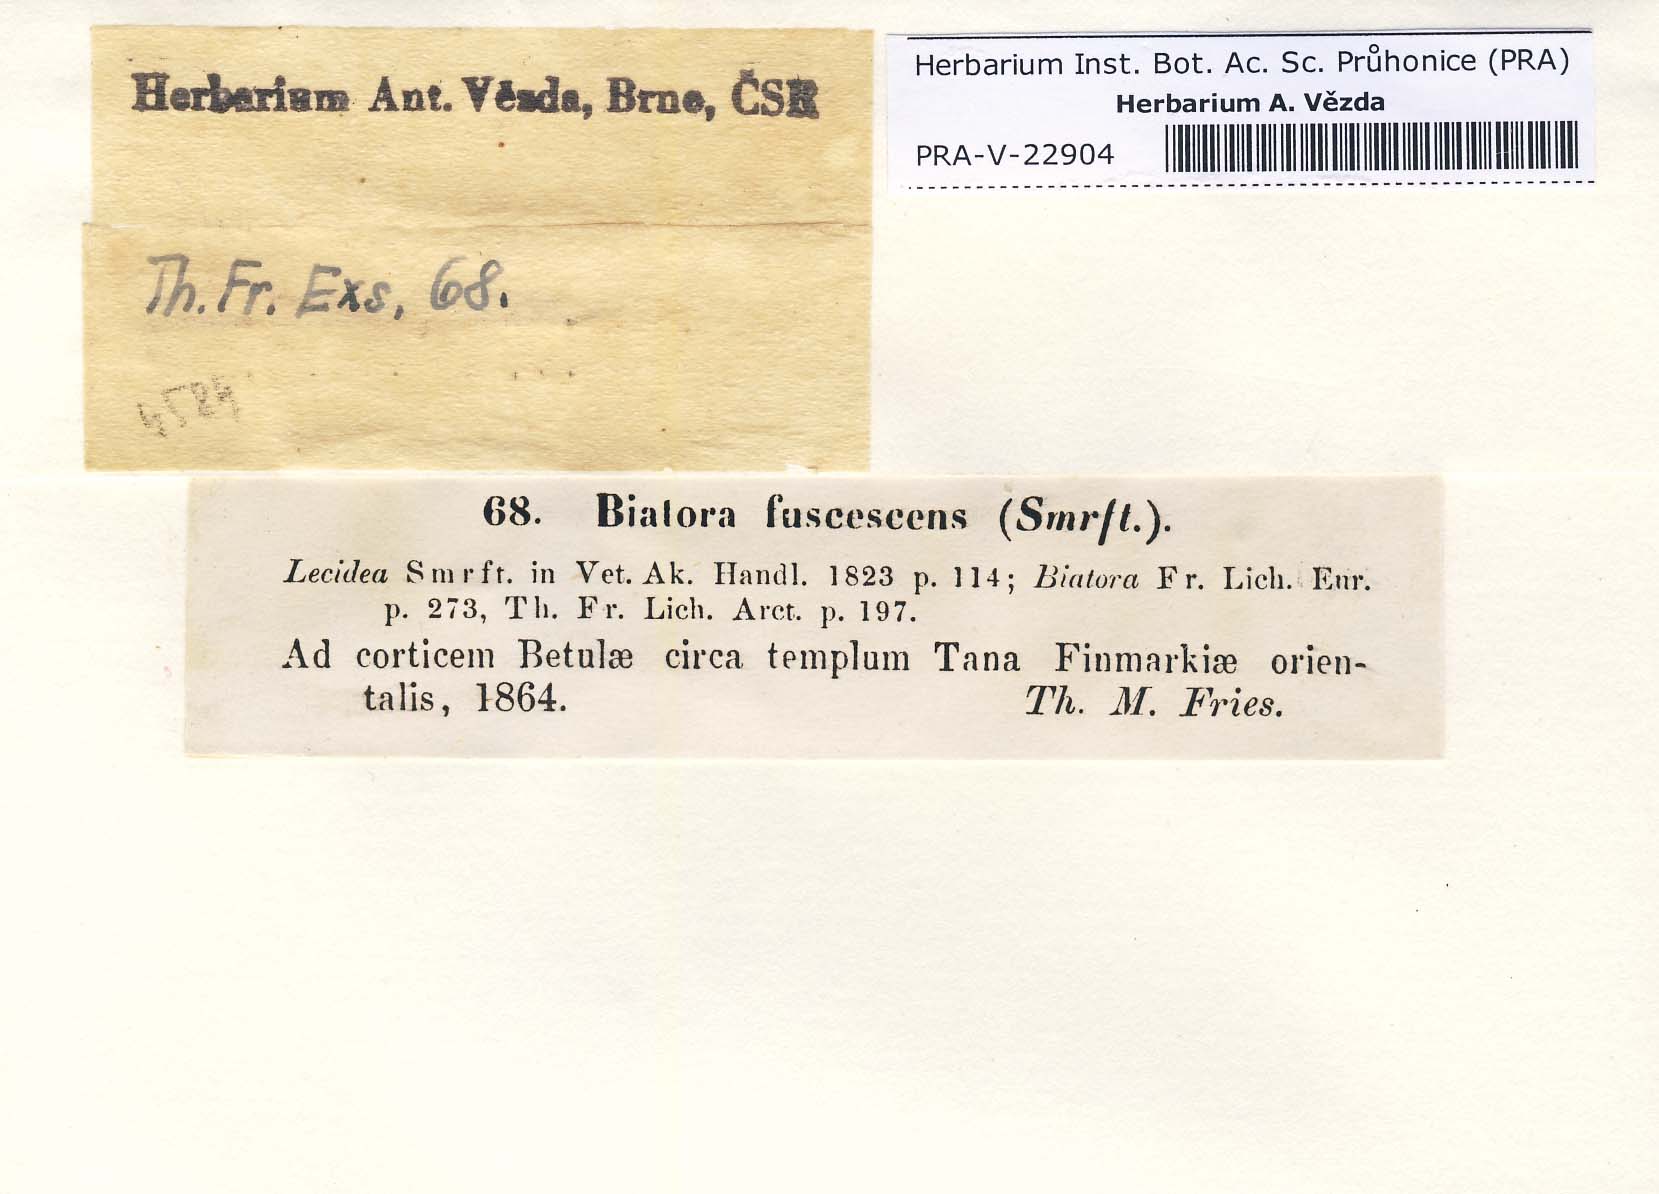 Herbarium Ant. Vězda, Brno, ČSR
Herbarium Inst. Bot. Ac. Sc. Průhonice (PRA)
Herbarium A. Vězda
PRA-V-22904
Th. Fr. Exs, 68.
68. Biatora fuscescens (Smrft.).
Lecidea Smrft. in Vet. Ak. Handl. 1823 p. 114; Biatora Fr. Lich. Eur.
p. 273, Th. Fr. Lich. Arct. p. 197.
Ad corticem Betulæ circa templum Tana Finmarkiæ orien-
talis, 1864. Th. M. Fries.